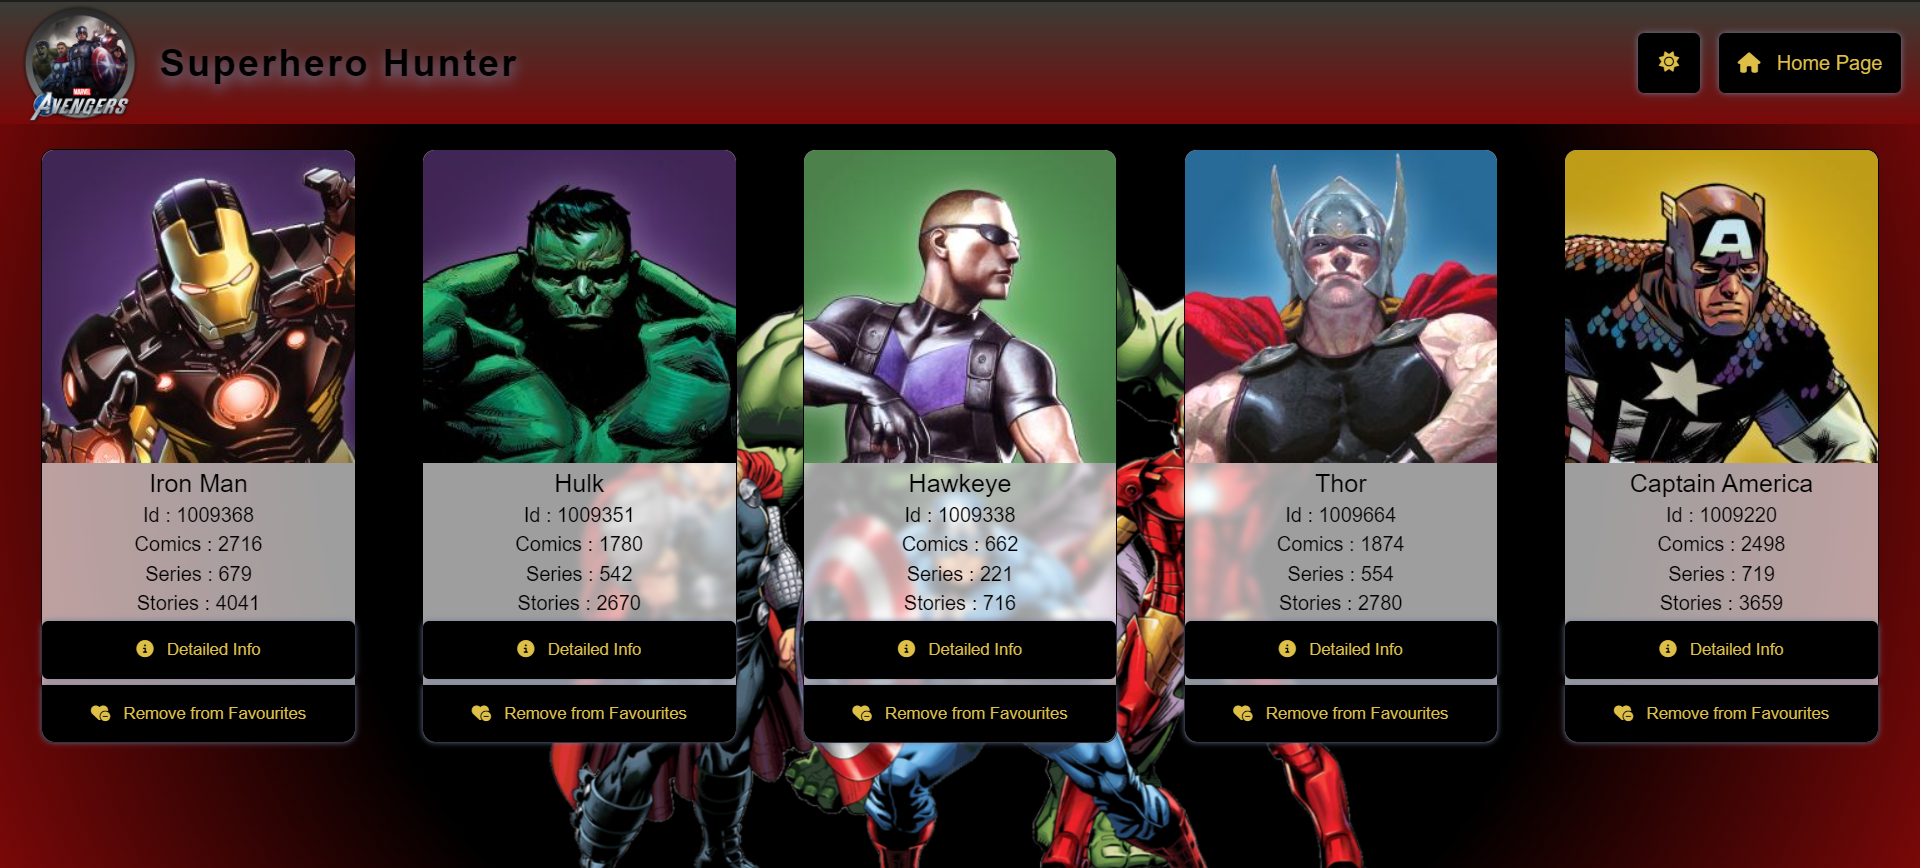 MARVEL
AVENGERS
Superhero Hunter
Home Page
Iron Man
Id : 1009368
Comics : 2716
Series : 679
Stories : 4041
Detailed Info
Remove from Favourites
Hulk
Id : 1009351
Comics : 1780
Series : 542
Stories : 2670
Detailed Info
Remove from Favourites
Hawkeye
Id : 1009338
Comics : 662
Series : 221
Stories : 716
Detailed Info
Remove from Favourites
Thor
Id : 1009664
Comics : 1874
Series : 554
Stories : 2780
Detailed Info
Remove from Favourites
A
Captain America
Id : 1009220
Comics : 2498
Series : 719
Stories : 3659
Detailed Info
Remove from Favourites